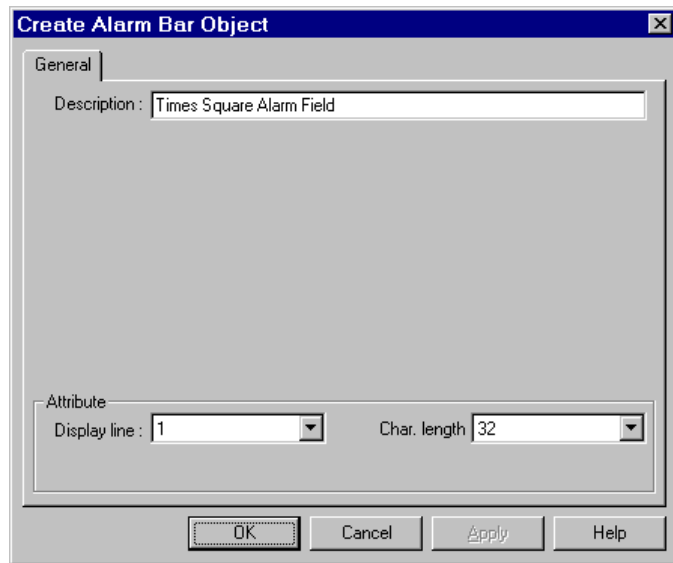 Create Alarm Bar Object
General
Description : Times Square Alarm Field
Attribute
Display line : 1 Char. length 32
OK Cancel Apply Help